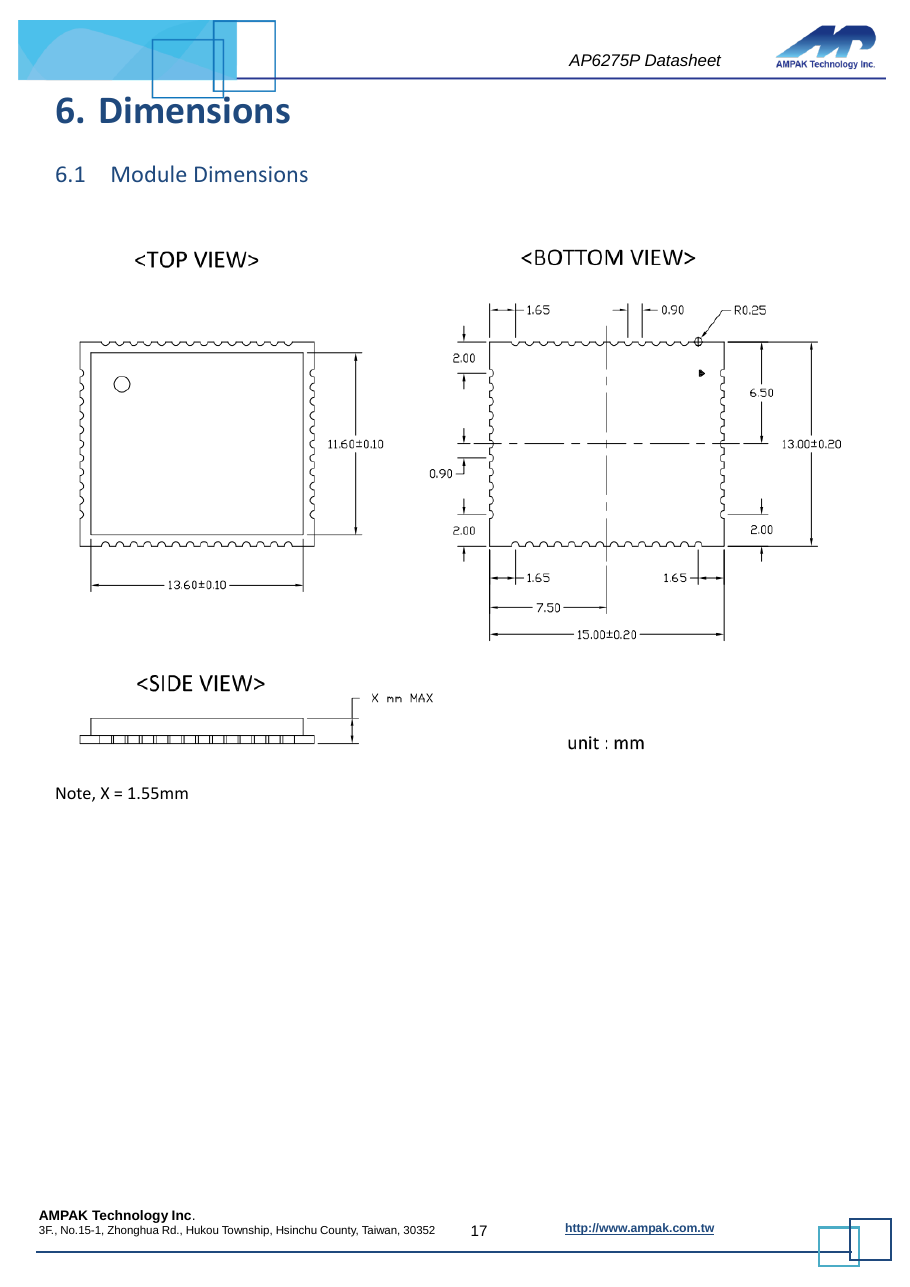 AP6275P Datasheet
AMPAK Technology Inc.
6. Dimensions
6.1 Module Dimensions
<TOP VIEW>
11.60±0.10
13.60±0.10
<BOTTOM VIEW>
1.65
0.90
R0.25
2.00
6.50
13.00±0.20
0.90
2.00
2.00
1.65
1.65
7.50
15.00±0.20
<SIDE VIEW>
X mm MAX
unit : mm
Note, X = 1.55mm
AMPAK Technology Inc.
3F., No.15-1, Zhonghua Rd., Hukou Township, Hsinchu County, Taiwan, 30352
17
http://www.ampak.com.tw